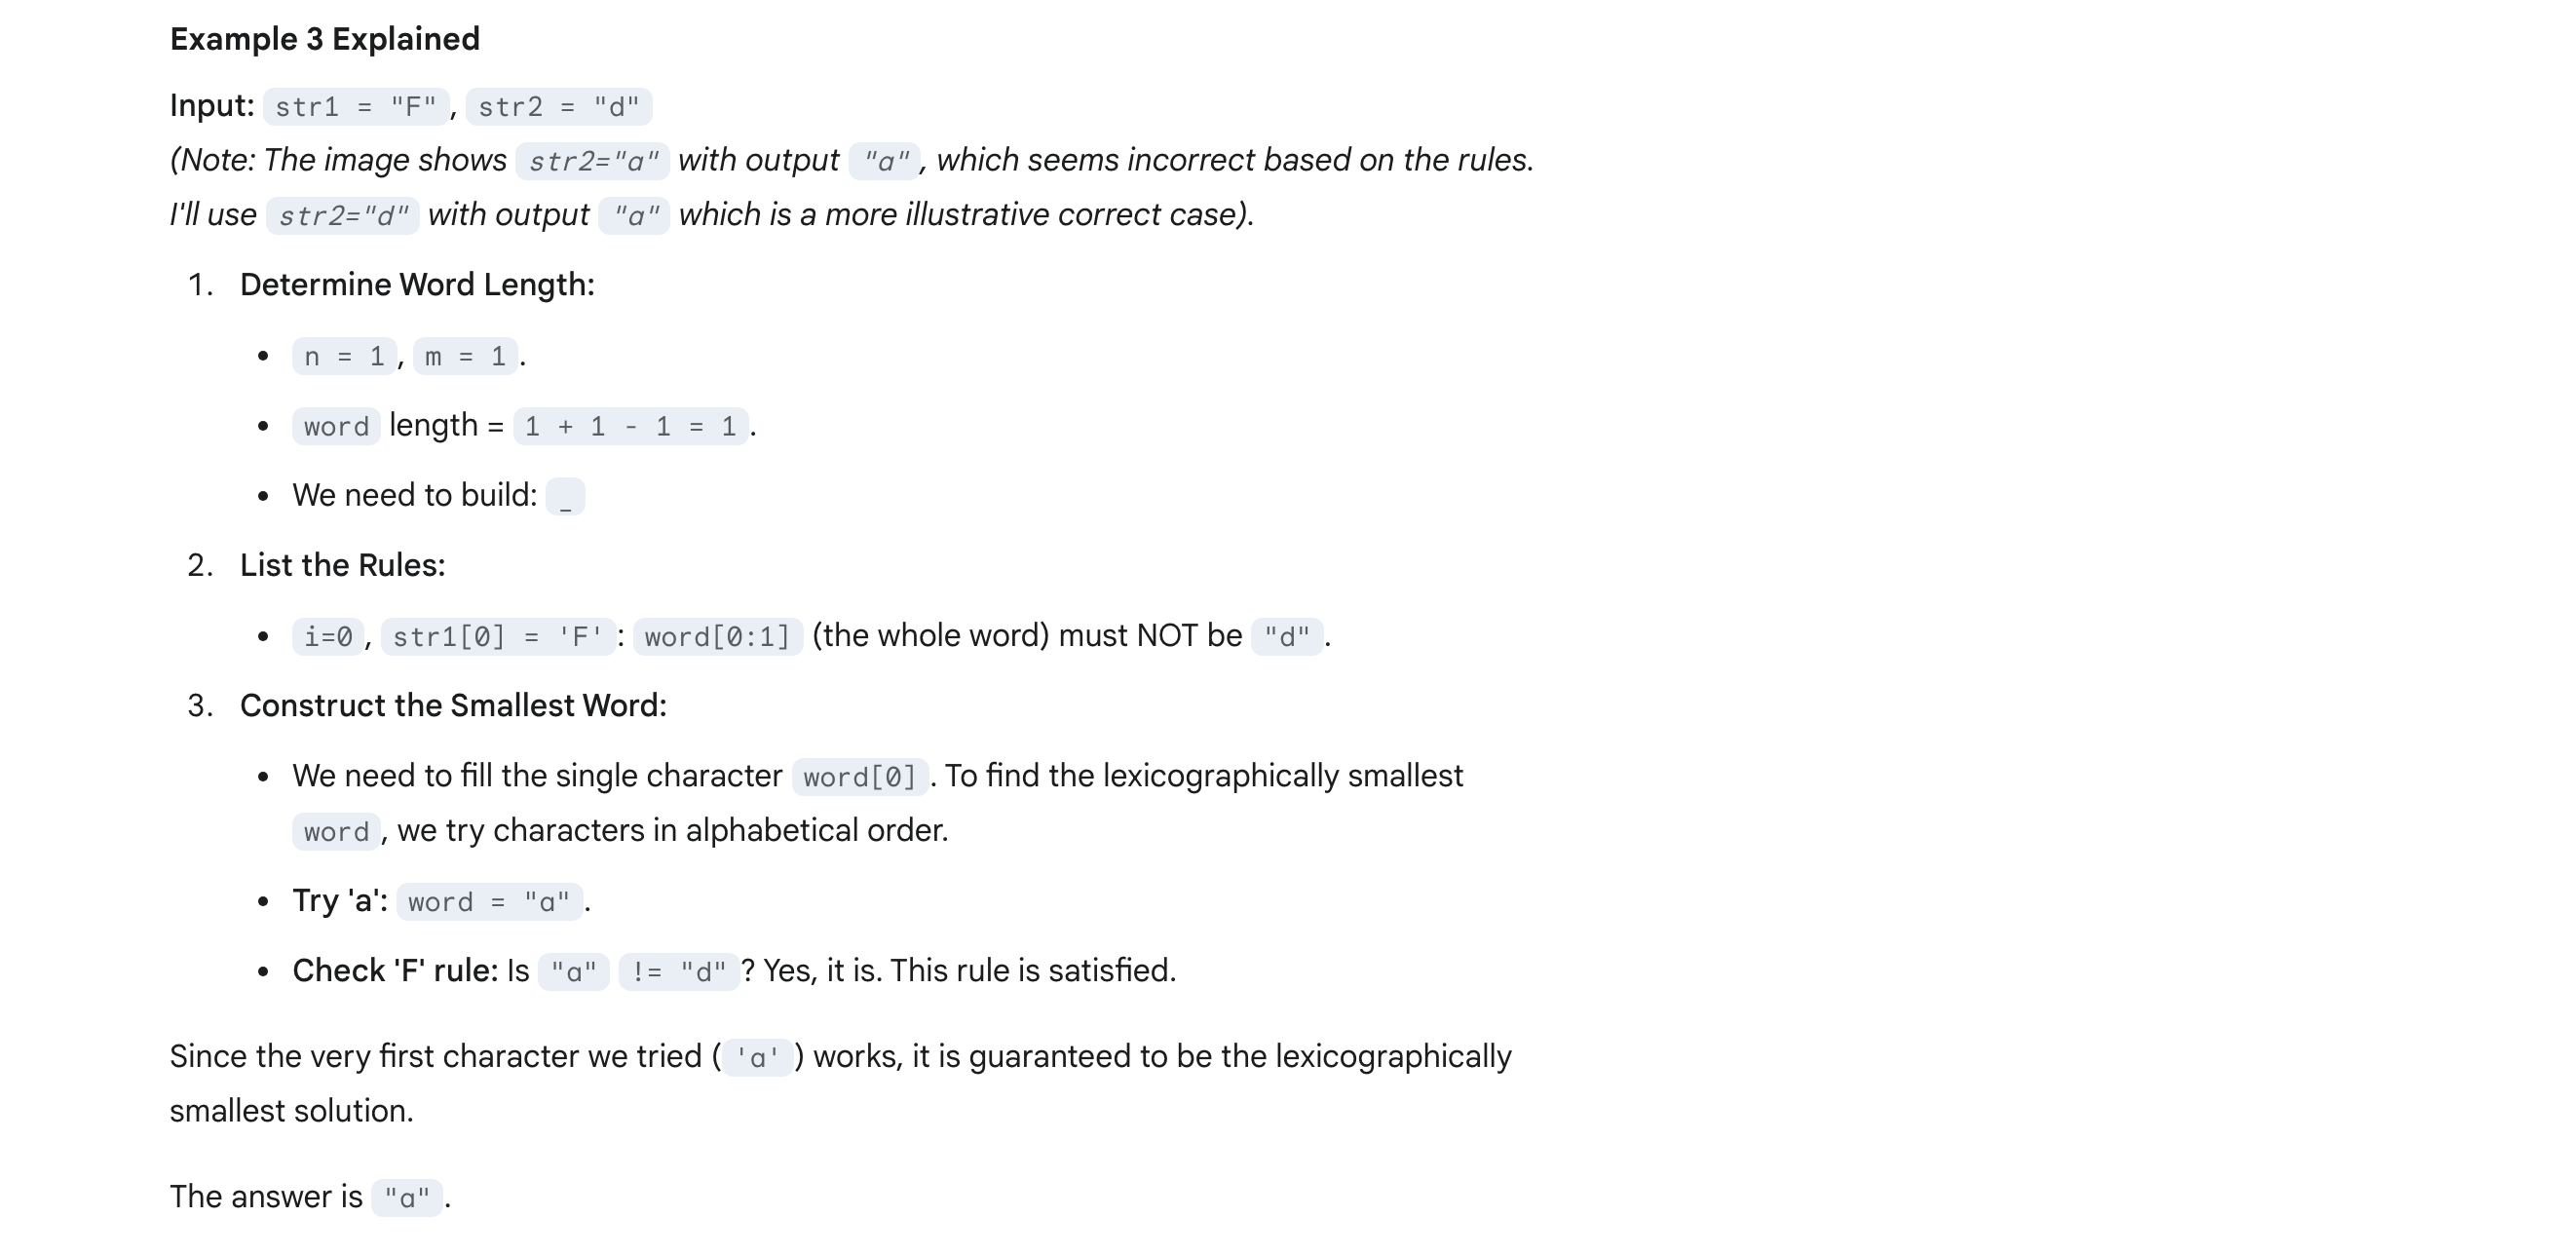 Example 3 Explained
Input: str1 = "F", str2 = "d"
(Note: The image shows str2="a" with output "a", which seems incorrect based on the rules.
I'll use str2="d" with output "a" which is a more illustrative correct case).
1. Determine Word Length:
• n = 1, m = 1.
• word length = 1 + 1 - 1 = 1.
• We need to build: _
2. List the Rules:
• i=0, str1[0] = 'F': word[0:1] (the whole word) must NOT be "d".
3. Construct the Smallest Word:
• We need to fill the single character word[0]. To find the lexicographically smallest
word, we try characters in alphabetical order.
• Try 'a': word = "a".
• Check 'F' rule: Is "a" != "d"? Yes, it is. This rule is satisfied.
Since the very first character we tried ('a') works, it is guaranteed to be the lexicographically
smallest solution.
The answer is "a".